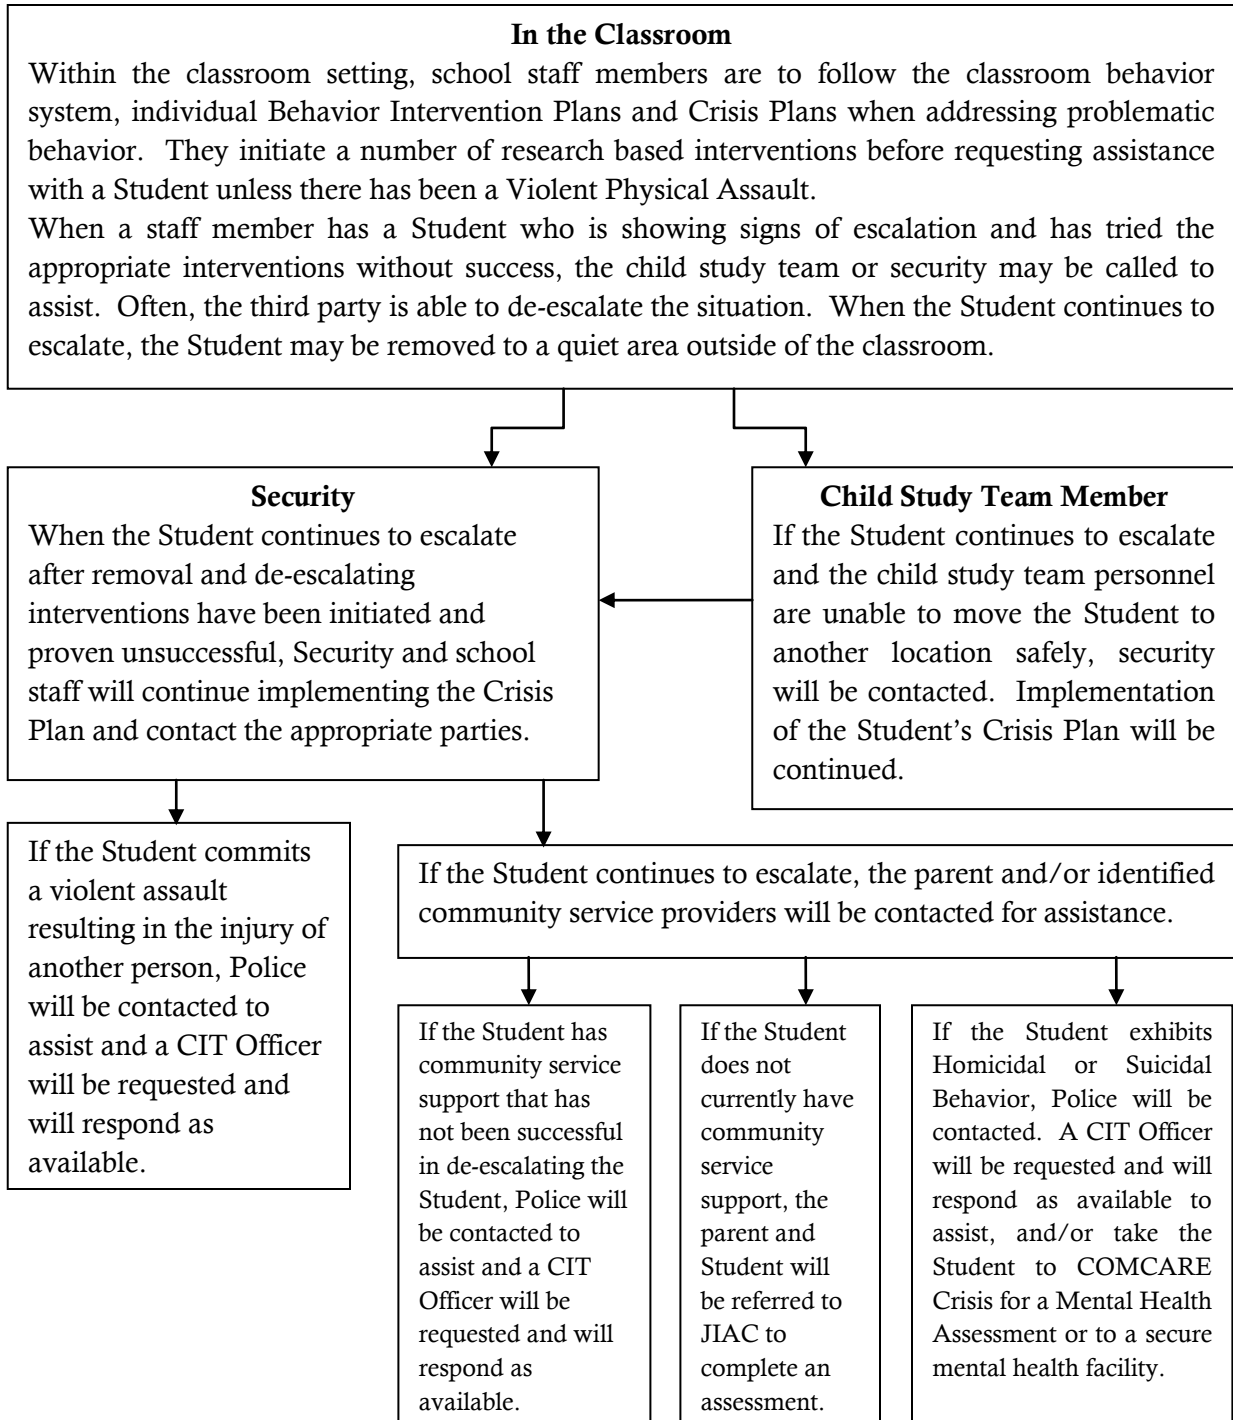 In the Classroom
Within the classroom setting, school staff members are to follow the classroom behavior
system, individual Behavior Intervention Plans and Crisis Plans when addressing problematic
behavior. They initiate a number of research based interventions before requesting assistance
with a Student unless there has been a Violent Physical Assault.
When a staff member has a Student who is showing signs of escalation and has tried the
appropriate interventions without success, the child study team or security may be called to
assist. Often, the third party is able to de-escalate the situation. When the Student continues to
escalate, the Student may be removed to a quiet area outside of the classroom.
Security
When the Student continues to escalate
after removal and de-escalating
interventions have been initiated and
proven unsuccessful, Security and school
staff will continue implementing the Crisis
Plan and contact the appropriate parties.
Child Study Team Member
If the Student continues to escalate
and the child study team personnel
are unable to move the Student to
another location safely, security
will be contacted. Implementation
of the Student’s Crisis Plan will be
continued.
If the Student commits
a violent assault
resulting in the injury of
another person, Police
will be contacted to
assist and a CIT Officer
will be requested and
will respond as
available.
If the Student continues to escalate, the parent and/or identified
community service providers will be contacted for assistance.
If the Student has
community service
support that has
not been successful
in de-escalating the
Student, Police will
be contacted to
assist and a CIT
Officer will be
requested and will
respond as
available.
If the Student
does not
currently have
community
service
support, the
parent and
Student will
be referred to
JIAC to
complete an
assessment.
If the Student exhibits
Homicidal or Suicidal
Behavior, Police will be
contacted. A CIT Officer
will be requested and will
respond as available to
assist, and/or take the
Student to COMCARE
Crisis for a Mental Health
Assessment or to a secure
mental health facility.